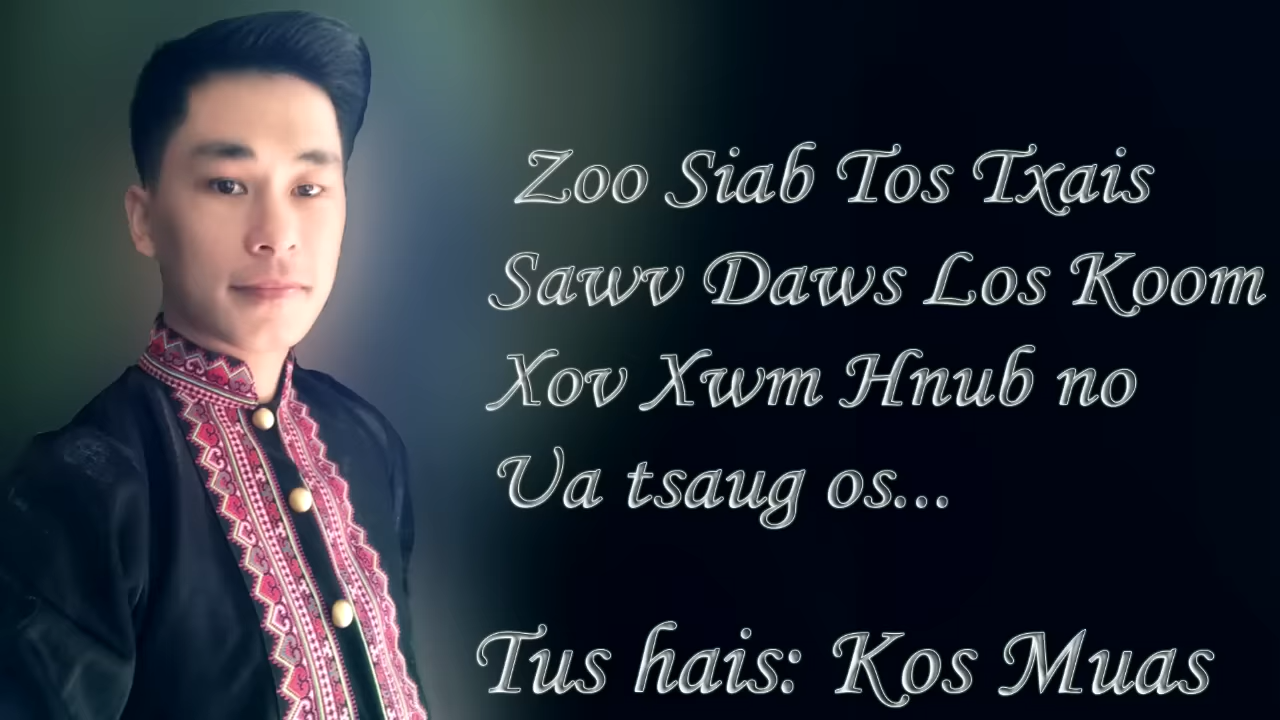 Zoo Siab Tos Txais
Sawv Daws Los Koom
Xov Xwm Hnub no
Ua tsaug os...
Tus hais: Kos Muas